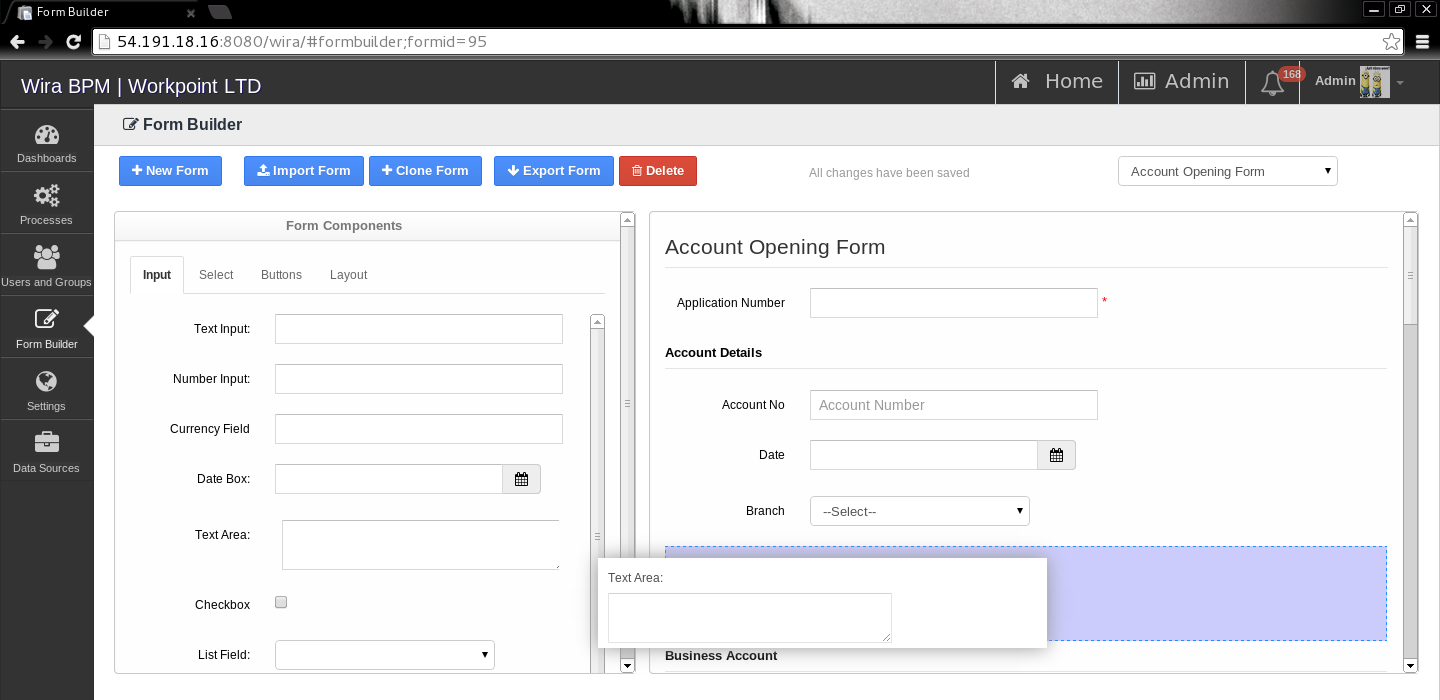 Form Builder
54.191.18.16:8080/wira/#formbuilder;formid=95
Wira BPM | Workpoint LTD
Home
Admin
168
Admin
Dashboards
Processes
Users and Groups
Form Builder
Settings
Data Sources
Form Builder
New Form
Import Form
Clone Form
Export Form
Delete
All changes have been saved
Account Opening Form
Form Components
Input
Select
Buttons
Layout
Text Input:
Number Input:
Currency Field
Date Box:
Text Area:
Checkbox
List Field:
Account Opening Form
Application Number *
Account Details
Account No
Account Number
Date
Branch
--Select--
Text Area:
Business Account